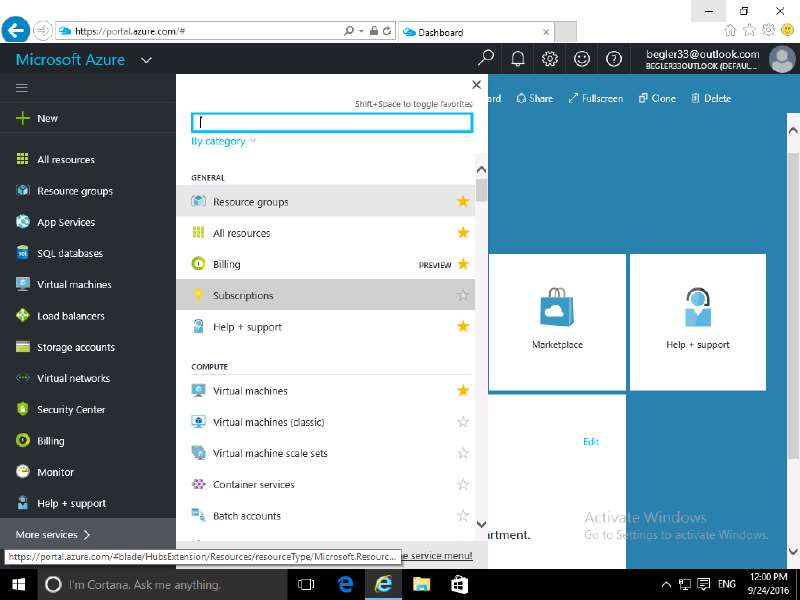 https://portal.azure.com/#
Dashboard
Microsoft Azure
begler33@outlook.com
BEGLER33OUTLOOK (DEFAUL...
Shift+Space to toggle favorites
Share
Fullscreen
Clone
Delete
New
By category
GENERAL
All resources
Resource groups
App Services
SQL databases
Virtual machines
Load balancers
Storage accounts
Virtual networks
Security Center
Billing
Monitor
Help + support
More services
Resource groups
All resources
Billing
PREVIEW
Subscriptions
Help + support
COMPUTE
Virtual machines
Virtual machines (classic)
Virtual machine scale sets
Container services
Batch accounts
service menu!
Marketplace
Help + support
Edit
Activate Windows
Go to Settings to activate Windows.
https://portal.azure.com/#blade/HubsExtension/Resources/resourceType/Microsoft.Resourc...
I'm Cortana. Ask me anything.
ENG
12:00 PM
9/24/2016